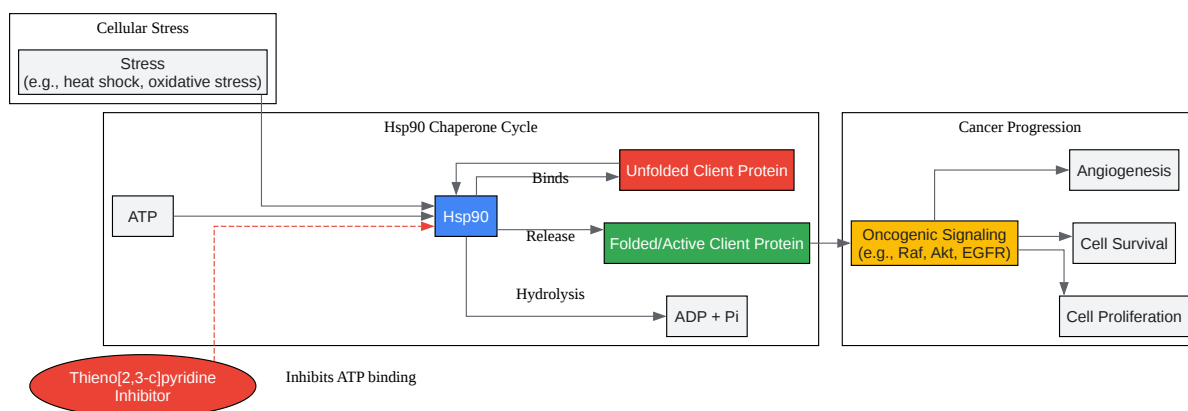 Cellular Stress
Stress
(e.g., heat shock, oxidative stress)
Hsp90 Chaperone Cycle
Cancer Progression
Unfolded Client Protein
Angiogenesis
Binds
ATP
Hsp90
Release
Folded/Active Client Protein
Oncogenic Signaling
(e.g., Raf, Akt, EGFR)
Cell Survival
Hydrolysis
ADP + Pi
Cell Proliferation
Thieno[2,3-c]pyridine
Inhibitor
Inhibits ATP binding